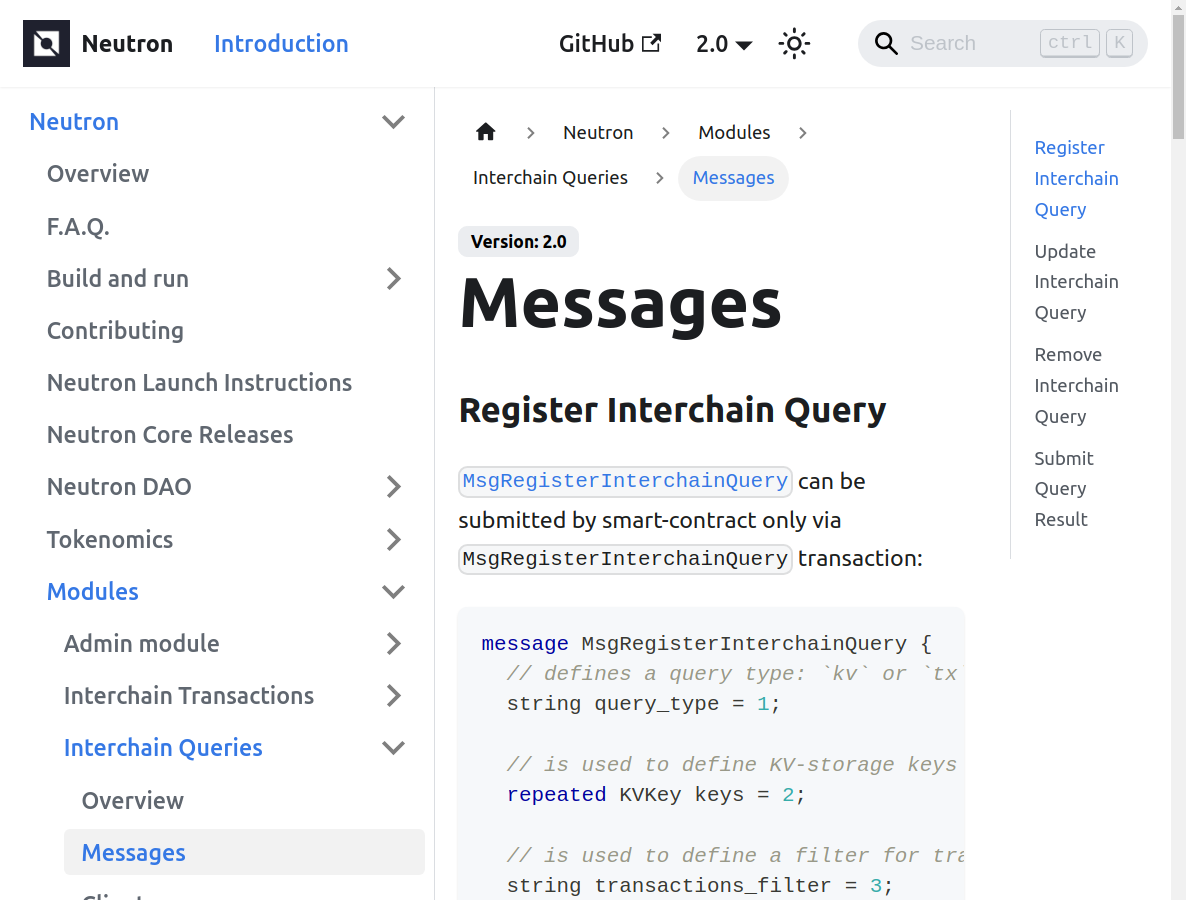 Neutron
Introduction
GitHub
2.0
Search
ctrl
K
Neutron
Overview
F.A.Q.
Build and run
Contributing
Neutron Launch Instructions
Neutron Core Releases
Neutron DAO
Tokenomics
Modules
Admin module
Interchain Transactions
Interchain Queries
Overview
Messages
Neutron
Modules
Interchain Queries
Messages
Version: 2.0
Messages
Register Interchain Query
MsgRegisterInterchainQuery can be
submitted by smart-contract only via
MsgRegisterInterchainQuery transaction:
message MsgRegisterInterchainQuery {
// defines a query type: `kv` or `tx
string query_type = 1;
// is used to define KV-storage keys
repeated KVKey keys = 2;
// is used to define a filter for tra
string transactions_filter = 3;
Register
Interchain
Query
Update
Interchain
Query
Remove
Interchain
Query
Submit
Query
Result